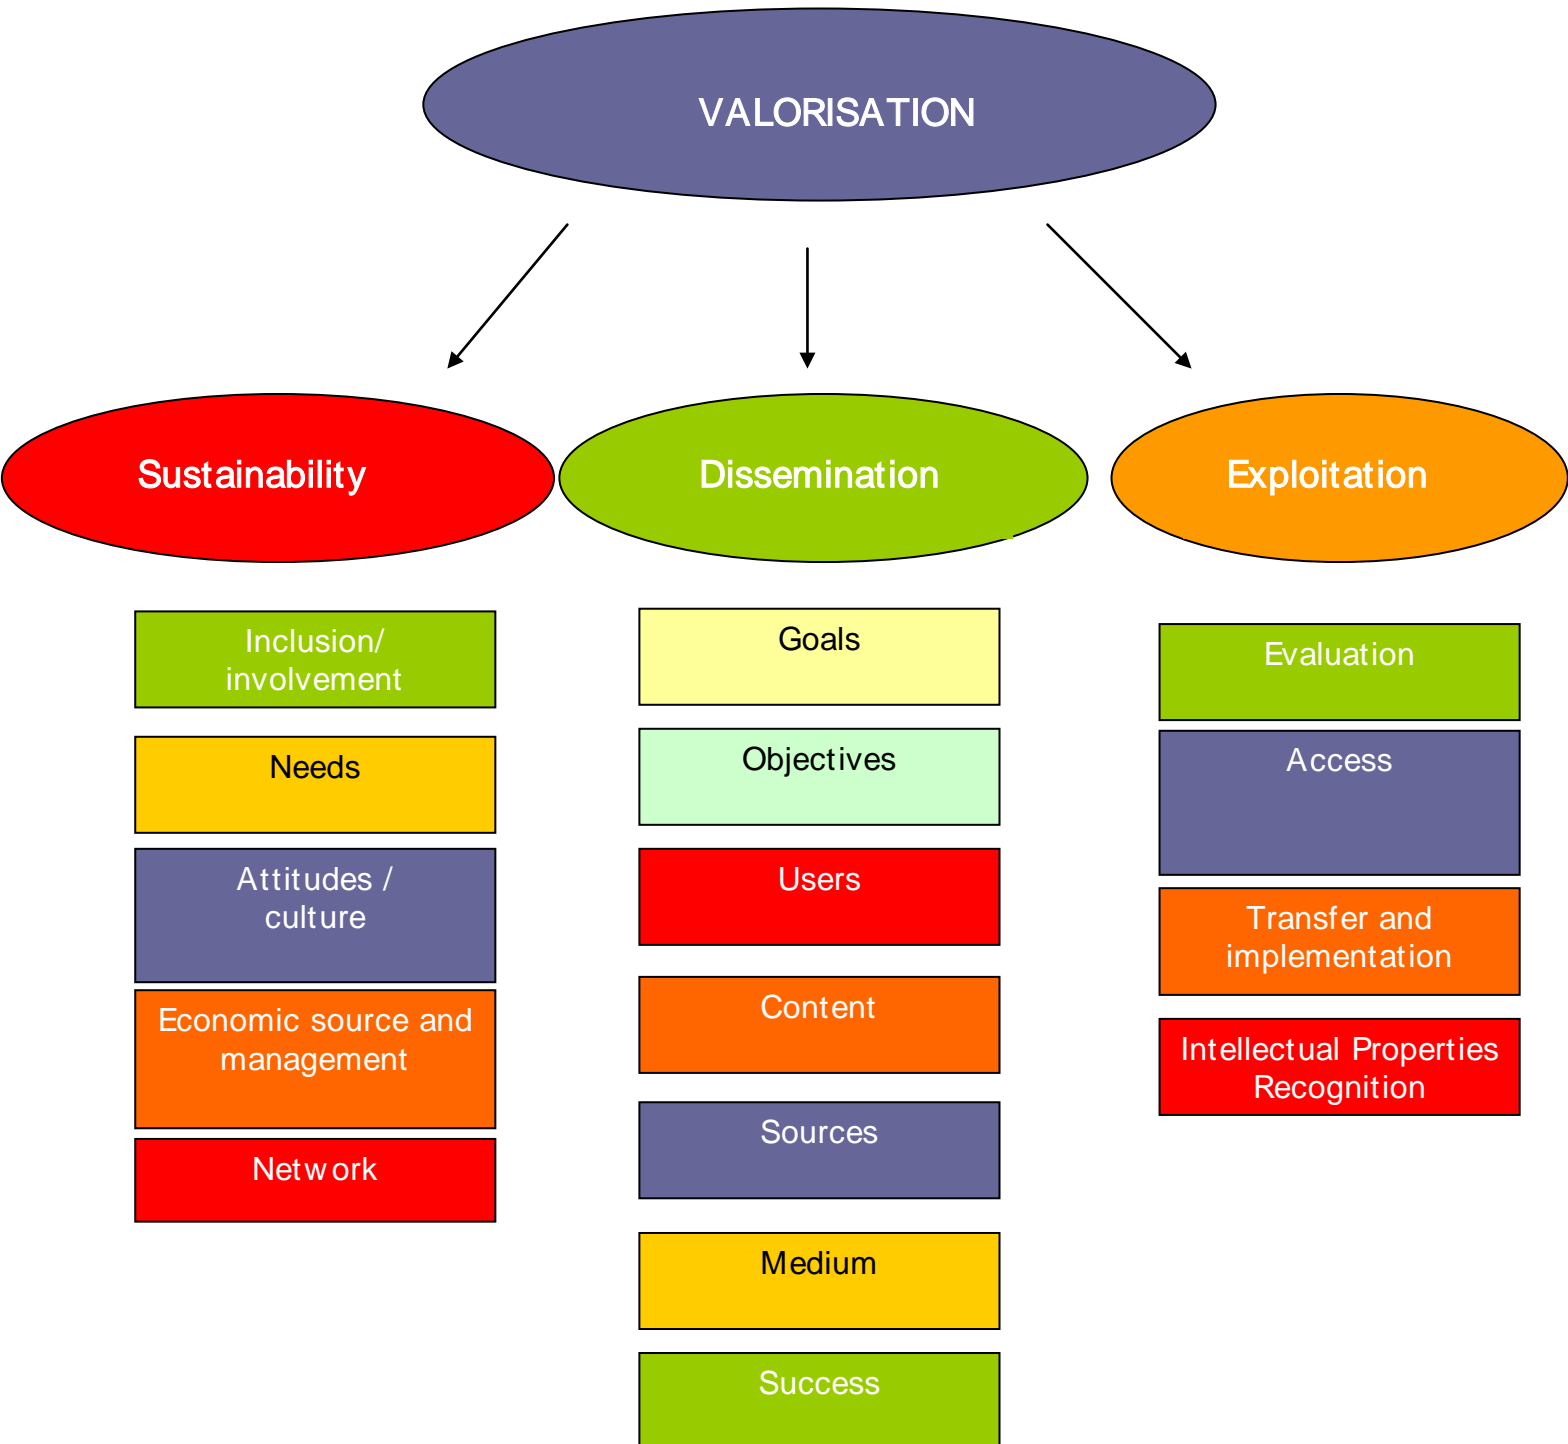 VALORISATION
Sustainability
Dissemination
Exploitation
Inclusion/
involvement
Needs
Attitudes /
culture
Economic source and
management
Network
Goals
Objectives
Users
Content
Sources
Medium
Success
Evaluation
Access
Transfer and
implementation
Intellectual Properties
Recognition